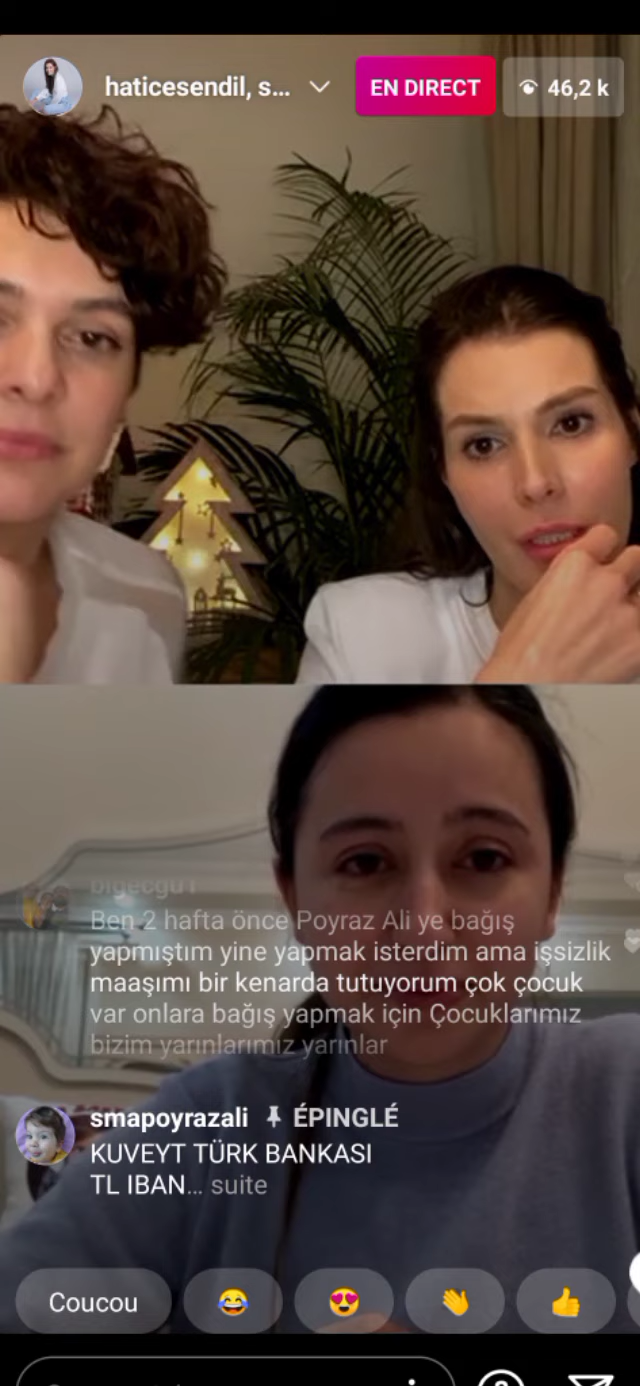 haticesendil, s...
EN DIRECT
46,2 k
Ben 2 hafta önce Poyraz Ali ye bağış
yapmıştım yine yapmak isterdim ama işsizlik
maaşımı bir kenarda tutuyorum çok çocuk
var onlara bağış yapmak için Çocuklarımız
bizim yarınlarımız yarınlar
smapoyrazali ÉPINGLÉ
KUVEYT TÜRK BANKASI
TL IBAN... suite
Coucou